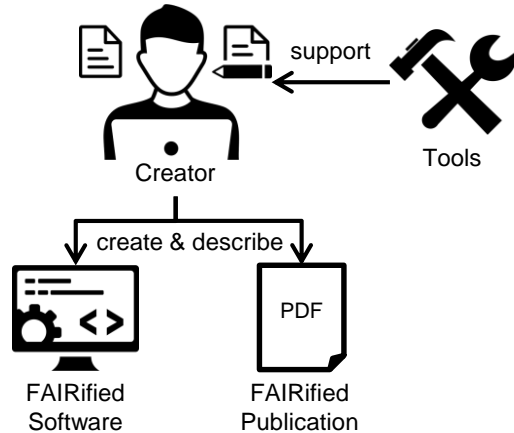 support
Tools
Creator
create & describe
< >
PDF
FAIRified
Software
FAIRified
Publication